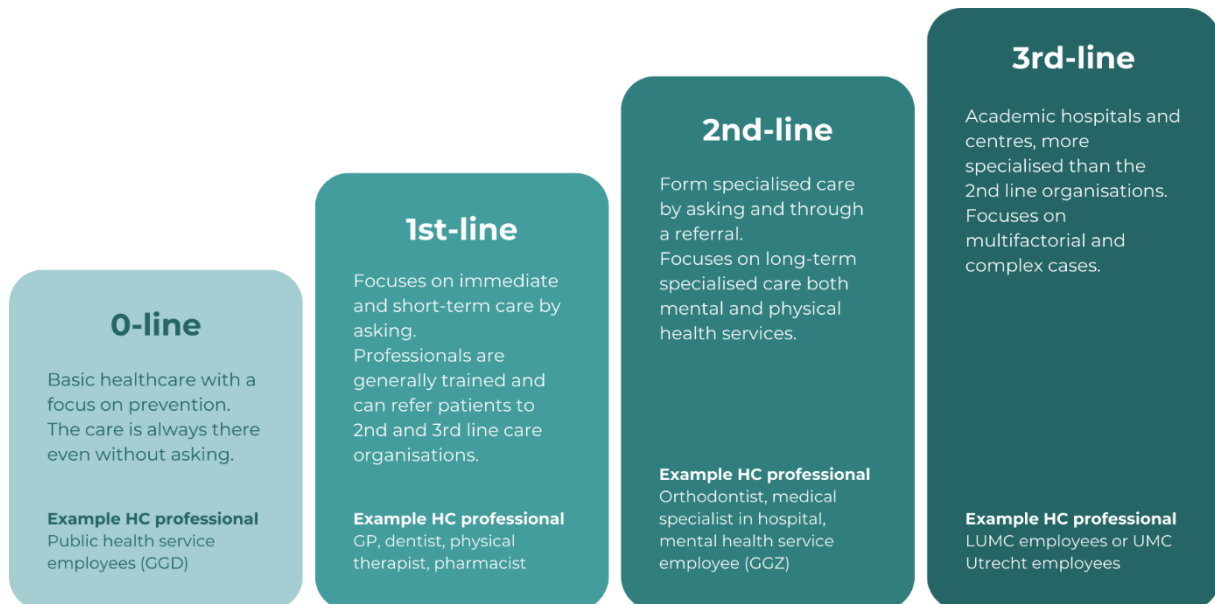 0-line
Basic healthcare with a
focus on prevention.
The care is always there
even without asking.
Example HC professional
Public health service
employees (GGD)
1st-line
Focuses on immediate
and short-term care by
asking.
Professionals are
generally trained and
can refer patients to
2nd and 3rd line care
organisations.
Example HC professional
GP, dentist, physical
therapist, pharmacist
2nd-line
Form specialised care
by asking and through
a referral.
Focuses on long-term
specialised care both
mental and physical
health services.
Example HC professional
Orthodontist, medical
specialist in hospital,
mental health service
employee (GGZ)
3rd-line
Academic hospitals and
centres, more
specialised than the
2nd line organisations.
Focuses on
multifactorial and
complex cases.
Example HC professional
LUMC employees or UMC
Utrecht employees